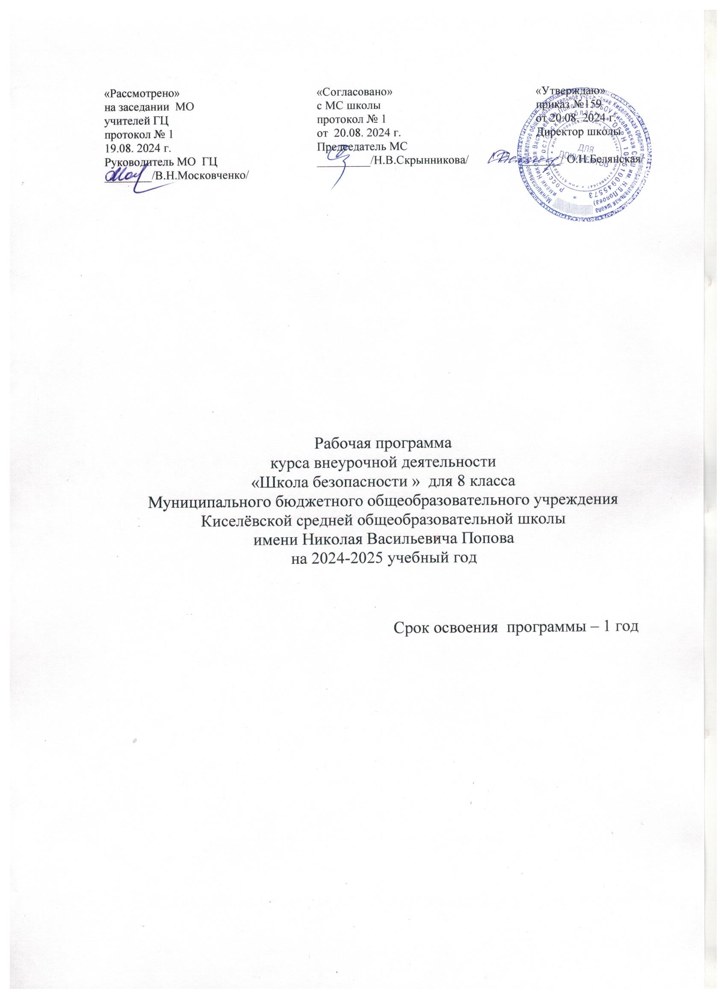 «Рассмотрено»
на заседании МО
учителей ГЦ
протокол № 1
19.08. 2024 г.
Руководитель МО ГЦ
/В.Н.Московченко/
«Согласовано»
с МС школы
протокол № 1
от 20.08. 2024 г.
Председатель МС
/Н.В.Скрынникова/
«Утверждаю»
приказ №159
от 20.08. 2024 г.
Директор школы
/О.Н.Белянская/
ДЛЯ
ДОКУМЕНТОВ
Рабочая программа
курса внеурочной деятельности
«Школа безопасности » для 8 класса
Муниципального бюджетного общеобразовательного учреждения
Киселёвской средней общеобразовательной школы
имени Николая Васильевича Попова
на 2024-2025 учебный год
Срок освоения программы – 1 год